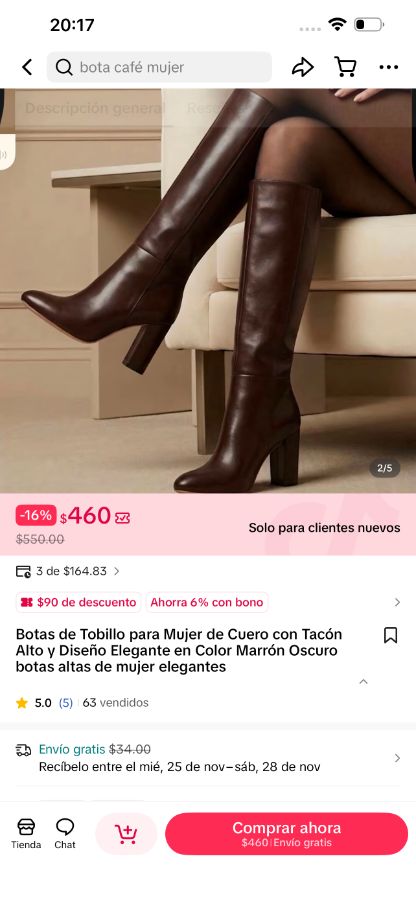 20:17
bota café mujer
Descripción general
2/5
-16% $460
$550.00
Solo para clientes nuevos
3 de $164.83
$90 de descuento
Ahorra 6% con bono
Botas de Tobillo para Mujer de Cuero con Tacón
Alto y Diseño Elegante en Color Marrón Oscuro
botas altas de mujer elegantes
5.0 (5) 63 vendidos
Envío gratis $34.00
Recíbelo entre el mié, 25 de nov–sáb, 28 de nov
Tienda
Chat
Comprar ahora
$460 | Envío gratis